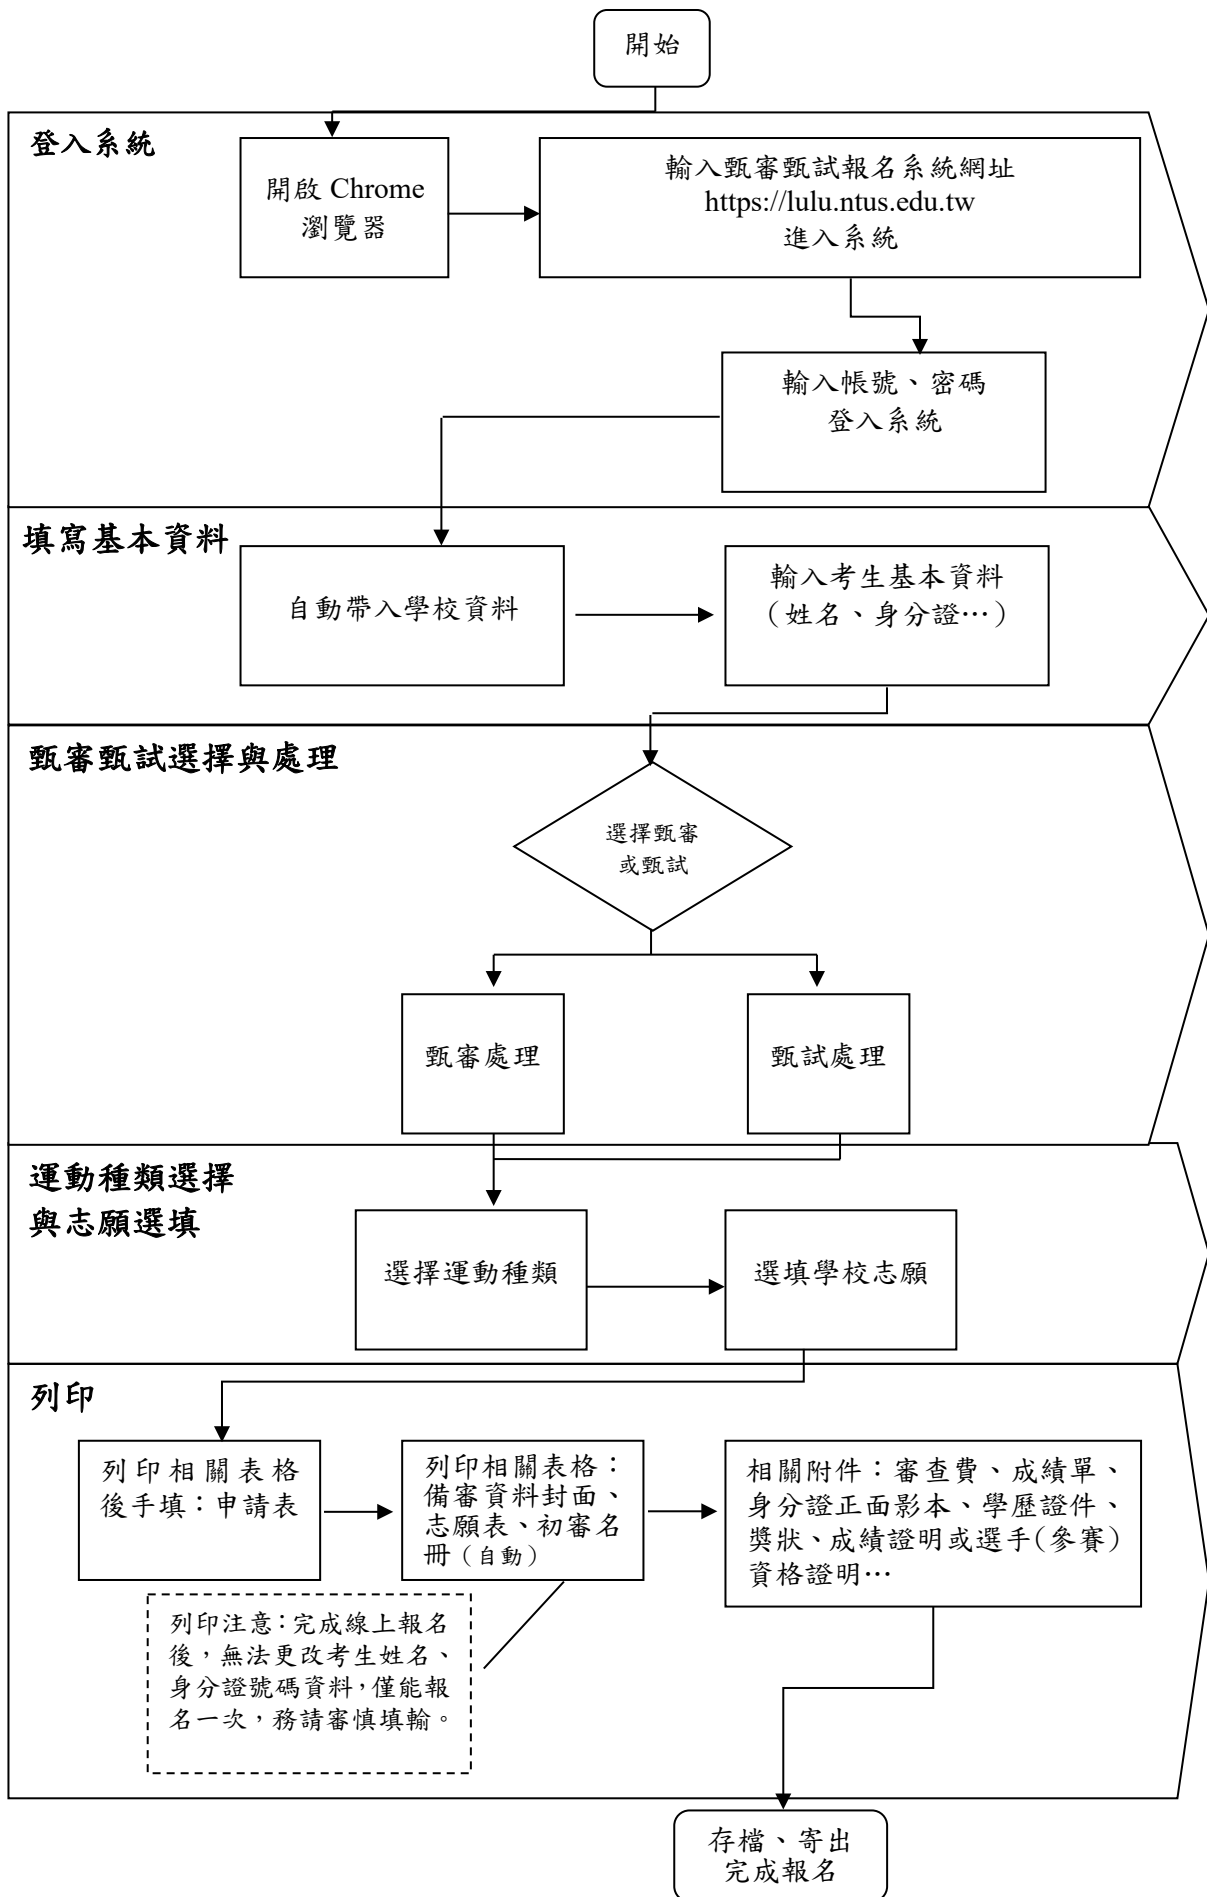 開始
登入系統
開啟 Chrome
瀏覽器
輸入甄審甄試報名系統網址
https://lulu.ntus.edu.tw
進入系統
輸入帳號、密碼
登入系統
填寫基本資料
自動帶入學校資料
輸入考生基本資料
（姓名、身分證…）
甄審甄試選擇與處理
選擇甄審
或甄試
甄審處理
甄試處理
運動種類選擇
與志願選填
選擇運動種類
選填學校志願
列印
列印相關表格
後手填：申請表
列印相關表格：
備審資料封面、
志願表、初審名
冊（自動）
相關附件：審查費、成績單、
身分證正面影本、學歷證件、
獎狀、成績證明或選手(參賽)
資格證明…
列印注意：完成線上報名
後，無法更改考生姓名、
身分證號碼資料，僅能報
名一次，務請審慎填輸。
存檔、寄出
完成報名